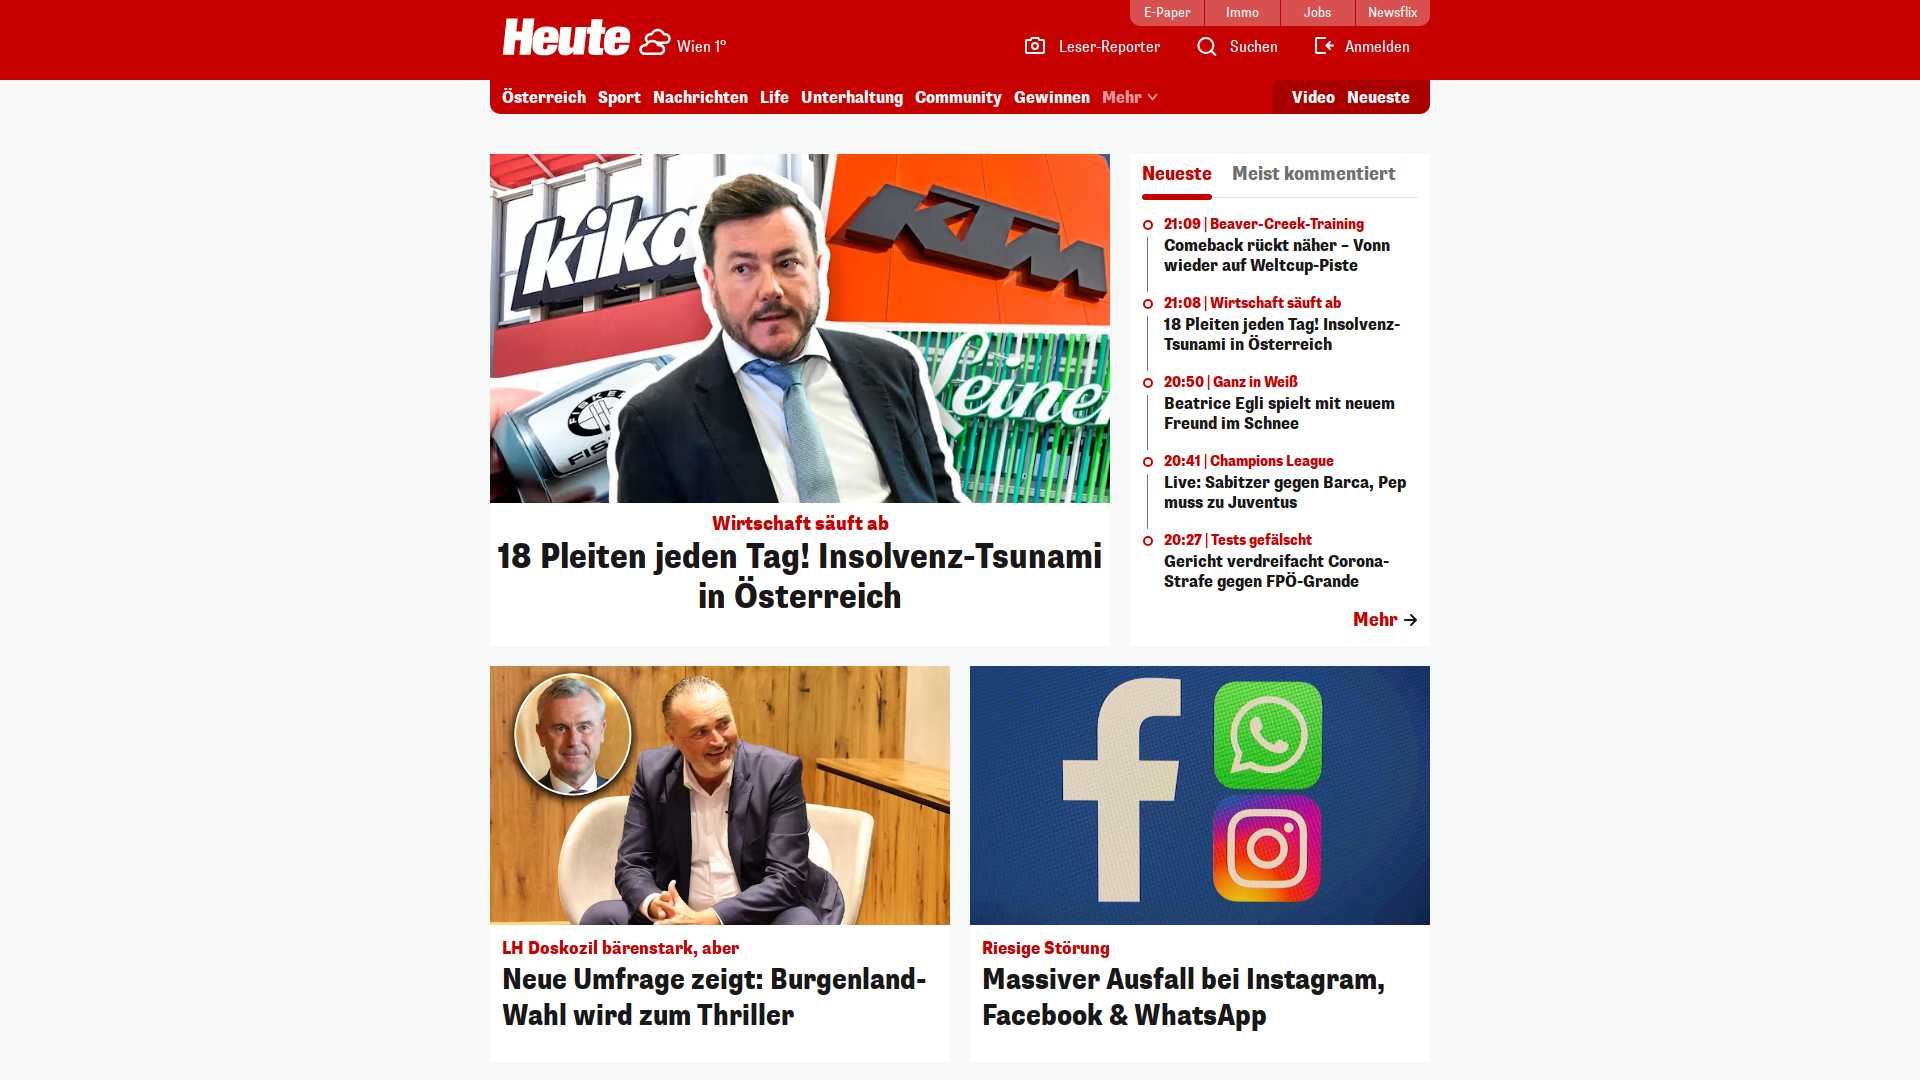 E-Paper
Immo
Jobs
Newsflix
Heute
Wien 1°
Leser-Reporter
Suchen
Anmelden
Österreich
Sport
Nachrichten
Life
Unterhaltung
Community
Gewinnen
Mehr
Video
Neueste
kika
KTM
Leiner
FISKER
Wirtschaft säuft ab
18 Pleiten jeden Tag! Insolvenz-Tsunami
in Österreich
Neueste
Meist kommentiert
21:09 | Beaver-Creek-Training
Comeback rückt näher – Vonn
wieder auf Weltcup-Piste
21:08 | Wirtschaft säuft ab
18 Pleiten jeden Tag! Insolvenz-
Tsunami in Österreich
20:50 | Ganz in Weiß
Beatrice Egli spielt mit neuem
Freund im Schnee
20:41 | Champions League
Live: Sabitzer gegen Barca, Pep
muss zu Juventus
20:27 | Tests gefälscht
Gericht verdreifacht Corona-
Strafe gegen FPÖ-Grande
Mehr
LH Doskozil bärenstark, aber
Neue Umfrage zeigt: Burgenland-
Wahl wird zum Thriller
Riesige Störung
Massiver Ausfall bei Instagram,
Facebook & WhatsApp